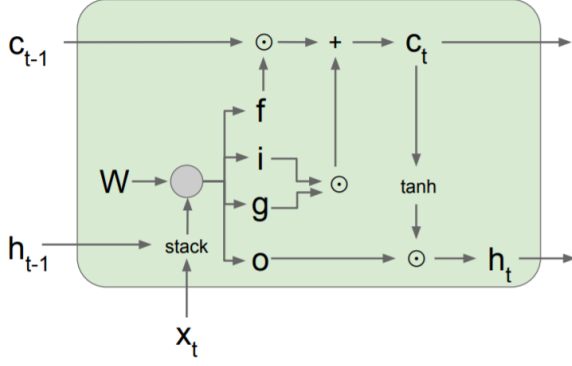 c_{t-1} ⊙ + c_t
f
i
W ⊙ tanh
g
h_{t-1} stack
o ⊙ h_t
x_t